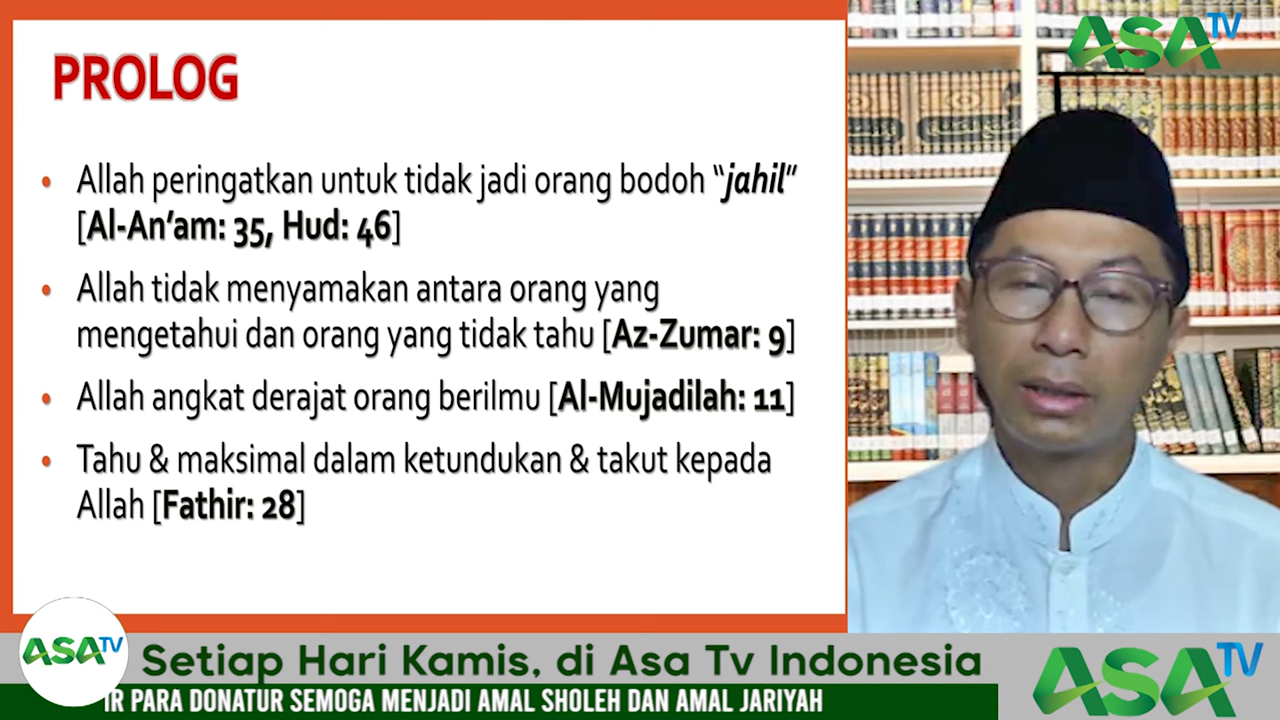 PROLOG
• Allah peringatkan untuk tidak jadi orang bodoh “jahil”
[Al-An’am: 35, Hud: 46]
• Allah tidak menyamakan antara orang yang
mengetahui dan orang yang tidak tahu [Az-Zumar: 9]
• Allah angkat derajat orang berilmu [Al-Mujadilah: 11]
• Tahu & maksimal dalam ketundukan & takut kepada
Allah [Fathir: 28]
ASA TV
ASA TV
Setiap Hari Kamis, di Asa Tv Indonesia
ASA TV
PARA DONATUR SEMOGA MENJADI AMAL SHOLEH DAN AMAL JARIYAH